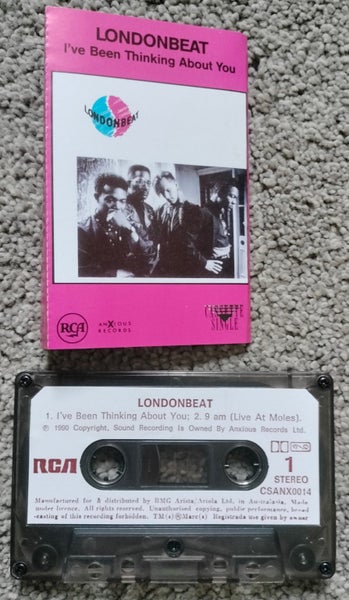 LONDONBEAT
I've Been Thinking About You
LONDONBEAT
RCA
ANXIOUS
RECORDS
CASSETTE
SINGLE
LONDONBEAT
1. I've Been Thinking About You; 2. 9 am (Live At Moles).
℗ 1990 Copyright, Sound Recording Is Owned By Anxious Records Ltd.
RCA
1
STEREO
CSANX0014
Manufactured for & distributed by BMG Arista/Ariola Ltd, in Australasia. Made
under licence. All rights reserved. Unauthorised copying, public performance, broad
-casting of this recording forbidden. TM(s)®Marc(s) Registrada use given by owner